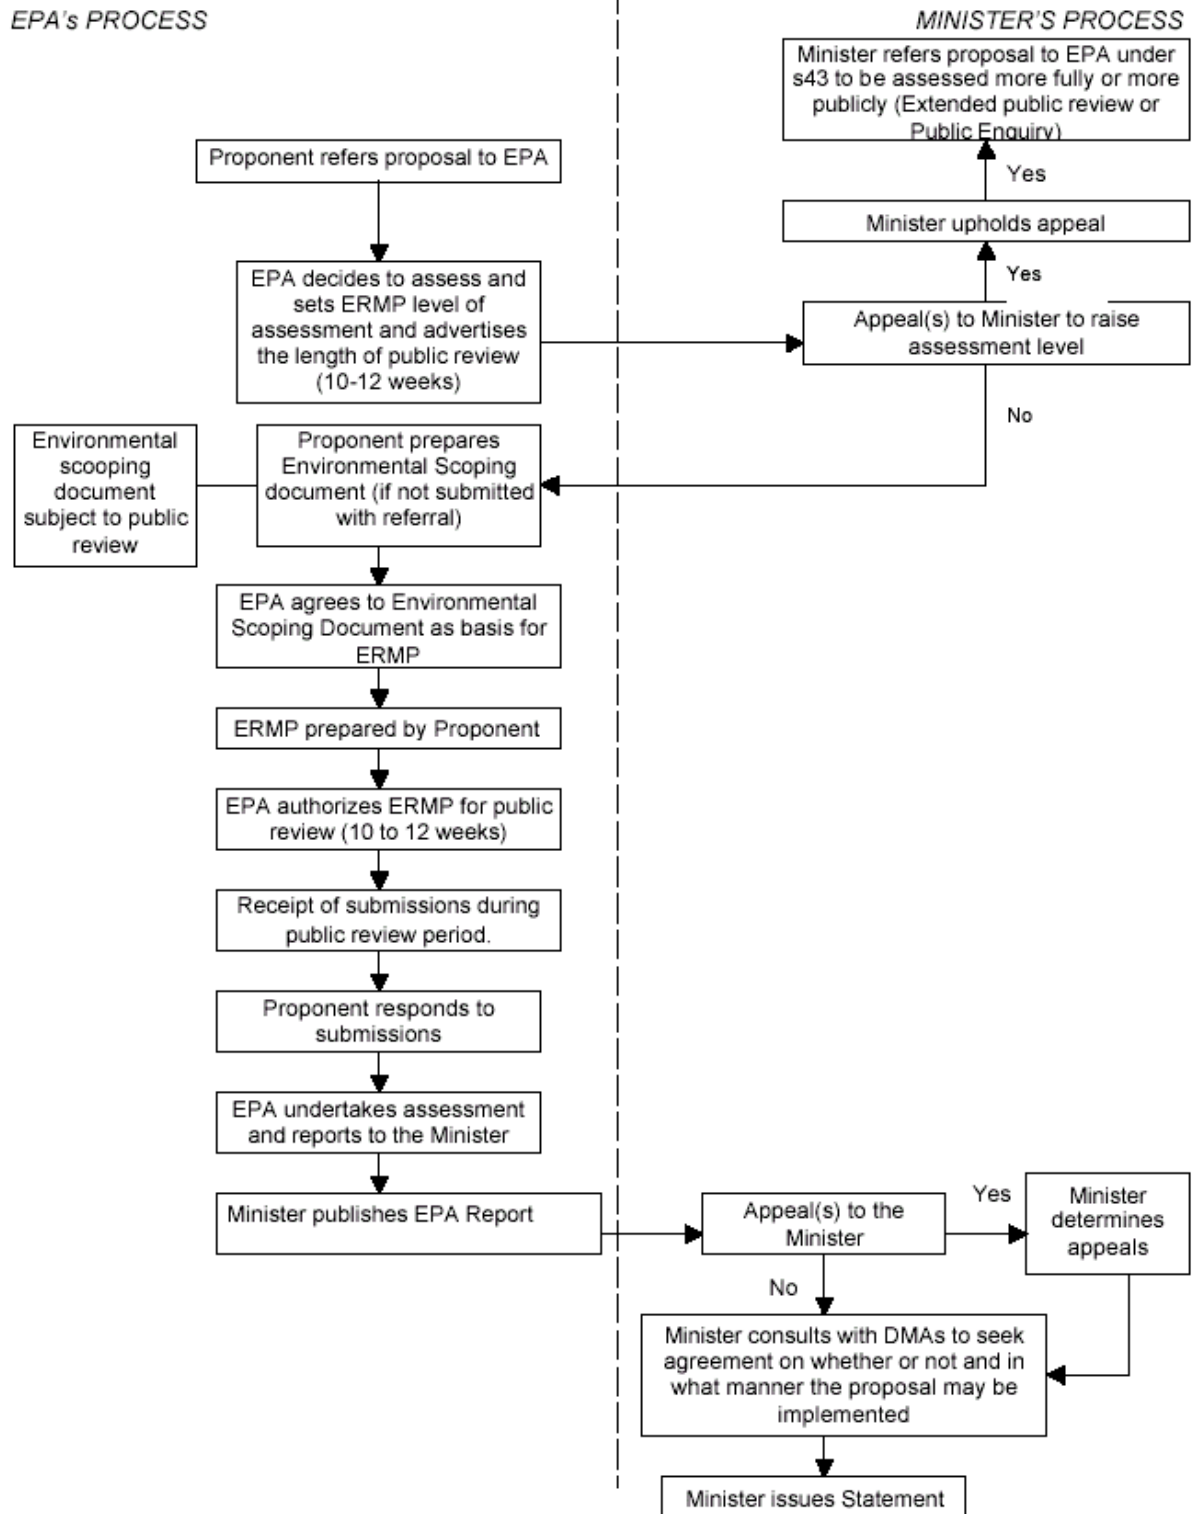 EPA's PROCESS
MINISTER'S PROCESS
Minister refers proposal to EPA under
s43 to be assessed more fully or more
publicly (Extended public review or
Public Enquiry)
Yes
Minister upholds appeal
Yes
Proponent refers proposal to EPA
EPA decides to assess and
sets ERMP level of
assessment and advertises
the length of public review
(10-12 weeks)
Appeal(s) to Minister to raise
assessment level
No
Environmental
scooping
document
subject to public
review
Proponent prepares
Environmental Scoping
document (if not submitted
with referral)
EPA agrees to Environmental
Scoping Document as basis for
ERMP
ERMP prepared by Proponent
EPA authorizes ERMP for public
review (10 to 12 weeks)
Receipt of submissions during
public review period.
Proponent responds to
submissions
EPA undertakes assessment
and reports to the Minister
Minister publishes EPA Report
Appeal(s) to the
Minister
Yes
Minister
determines
appeals
No
Minister consults with DMAs to seek
agreement on whether or not and in
what manner the proposal may be
implemented
Minister issues Statement